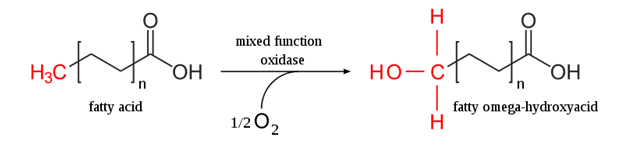 O
H₃C
OH
n
fatty acid
mixed function
oxidase
1/2 O₂
H
HO
C
H
O
OH
n
fatty omega-hydroxyacid